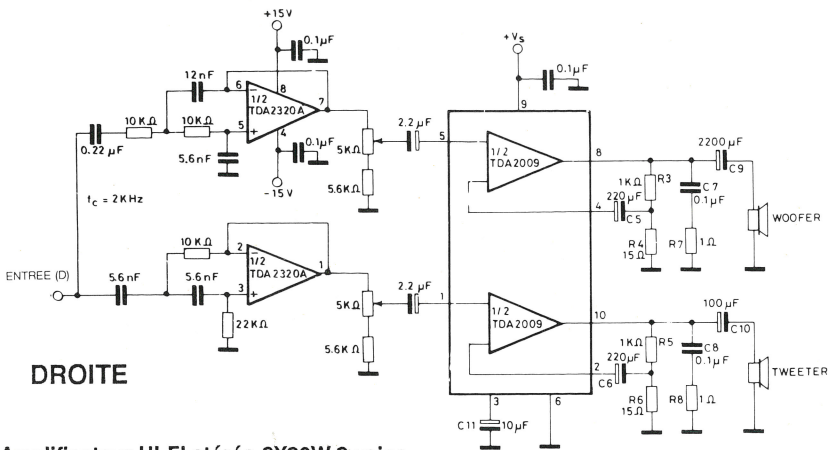 +15V
0.1µF
12nF
6
8
7
1/2
TDA2320A
10KΩ
10KΩ
5
4
0.22µF
5.6nF
0.1µF
-15V
5KΩ
5.6KΩ
2.2µF
fc = 2KHz
+Vs
0.1µF
9
5
1/2
TDA2009
8
4
220µF
C5
1KΩ
R3
R4
15Ω
C7
0.1µF
R7
1Ω
2200µF
C9
WOOFER
ENTREE (D)
10KΩ
5.6nF
5.6nF
2
1/2
TDA2320A
1
3
22KΩ
5KΩ
5.6KΩ
2.2µF
1
1/2
TDA2009
10
2
220µF
C6
1KΩ
R5
R6
15Ω
C8
0.1µF
R8
1Ω
100µF
C10
TWEETER
3
6
C11
10µF
DROITE